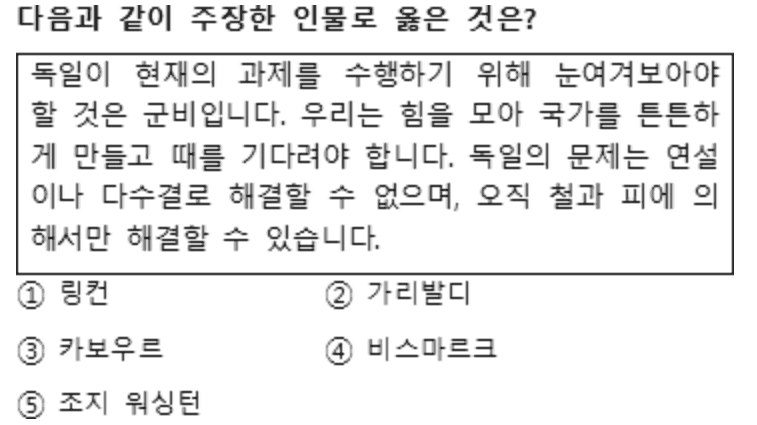 다음과 같이 주장한 인물로 옳은 것은?
독일이 현재의 과제를 수행하기 위해 눈여겨보아야
할 것은 군비입니다. 우리는 힘을 모아 국가를 튼튼하
게 만들고 때를 기다려야 합니다. 독일의 문제는 연설
이나 다수결로 해결할 수 없으며, 오직 철과 피에 의
해서만 해결할 수 있습니다.
① 링컨 ② 가리발디
③ 카보우르 ④ 비스마르크
⑤ 조지 워싱턴